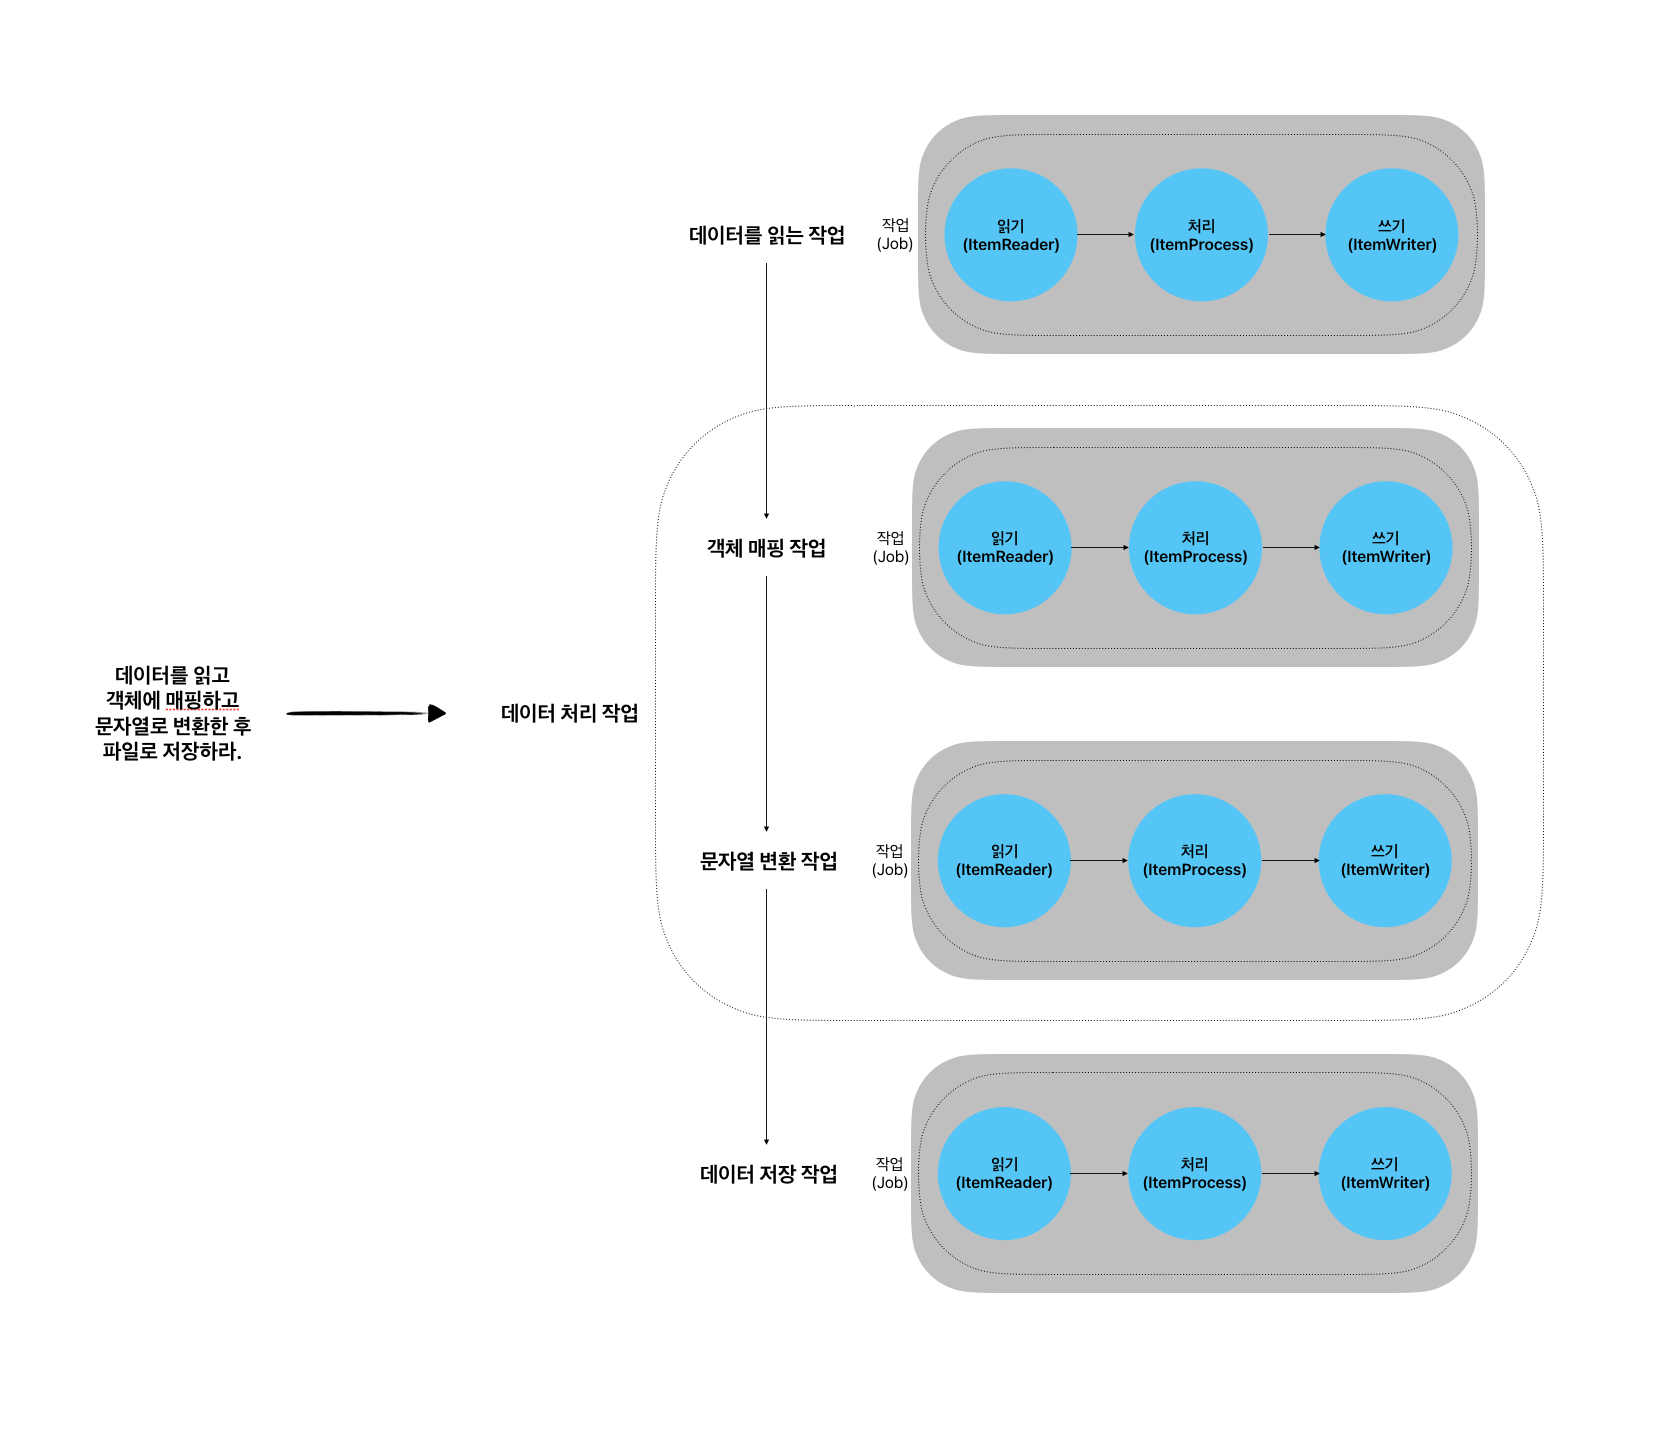 데이터를 읽고
객체에 매핑하고
문자열로 변환한 후
파일로 저장하라.
데이터 처리 작업
데이터를 읽는 작업
작업
(Job)
읽기
(ItemReader)
처리
(ItemProcess)
쓰기
(ItemWriter)
객체 매핑 작업
작업
(Job)
읽기
(ItemReader)
처리
(ItemProcess)
쓰기
(ItemWriter)
문자열 변환 작업
작업
(Job)
읽기
(ItemReader)
처리
(ItemProcess)
쓰기
(ItemWriter)
데이터 저장 작업
작업
(Job)
읽기
(ItemReader)
처리
(ItemProcess)
쓰기
(ItemWriter)